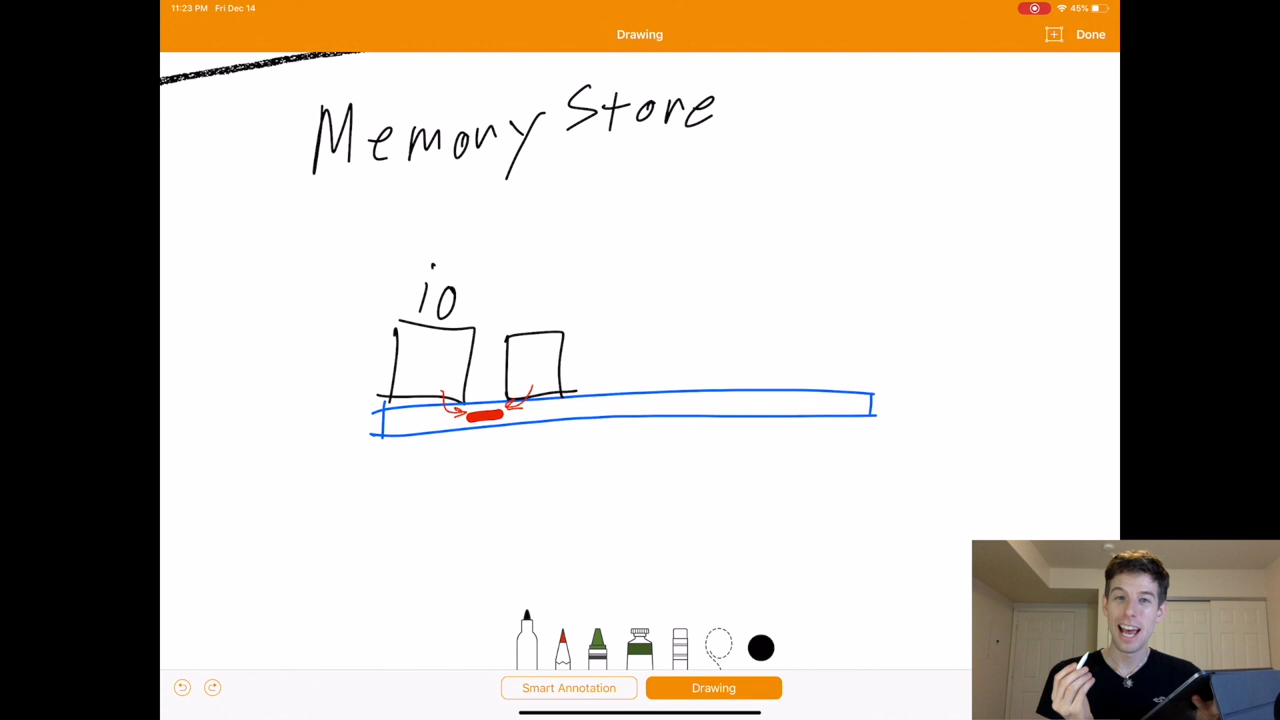 11:23 PM Fri Dec 14
45%
Drawing
Done
Memory Store
io
Smart Annotation
Drawing